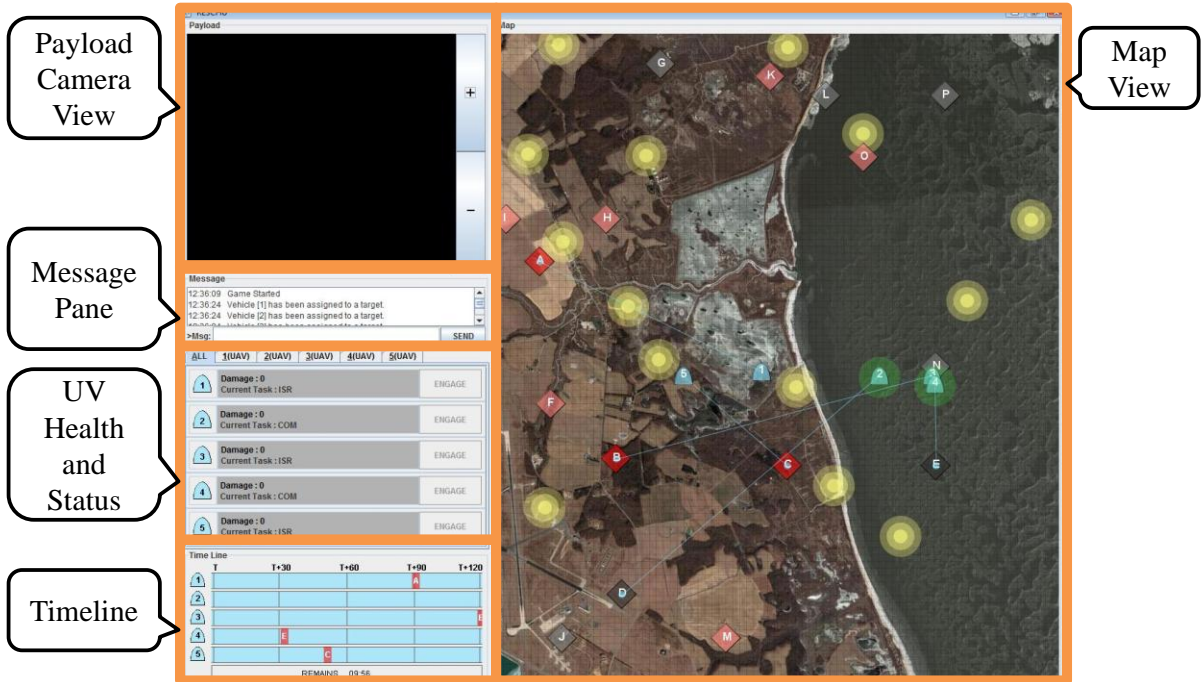 Payload
Camera
View
Message
Pane
UV
Health
and
Status
Timeline
Map
View
RESCHU
Payload
+
−
Message
12:36:09 Game Started
12:36:24 Vehicle [1] has been assigned to a target.
12:36:24 Vehicle [2] has been assigned to a target.
>Msg:
SEND
ALL 1(UAV) 2(UAV) 3(UAV) 4(UAV) 5(UAV)
1 Damage : 0
Current Task : ISR
ENGAGE
2 Damage : 0
Current Task : COM
ENGAGE
3 Damage : 0
Current Task : ISR
ENGAGE
4 Damage : 0
Current Task : COM
ENGAGE
5 Damage : 0
Current Task : ISR
ENGAGE
Time Line
T T+30 T+60 T+90 T+120
1 A
2
3
4 E
5 C
REMAINS 09:56
Map
G
K
L
P
O
I
H
A
N
5
1
2
4
F
B
C
E
D
J
M